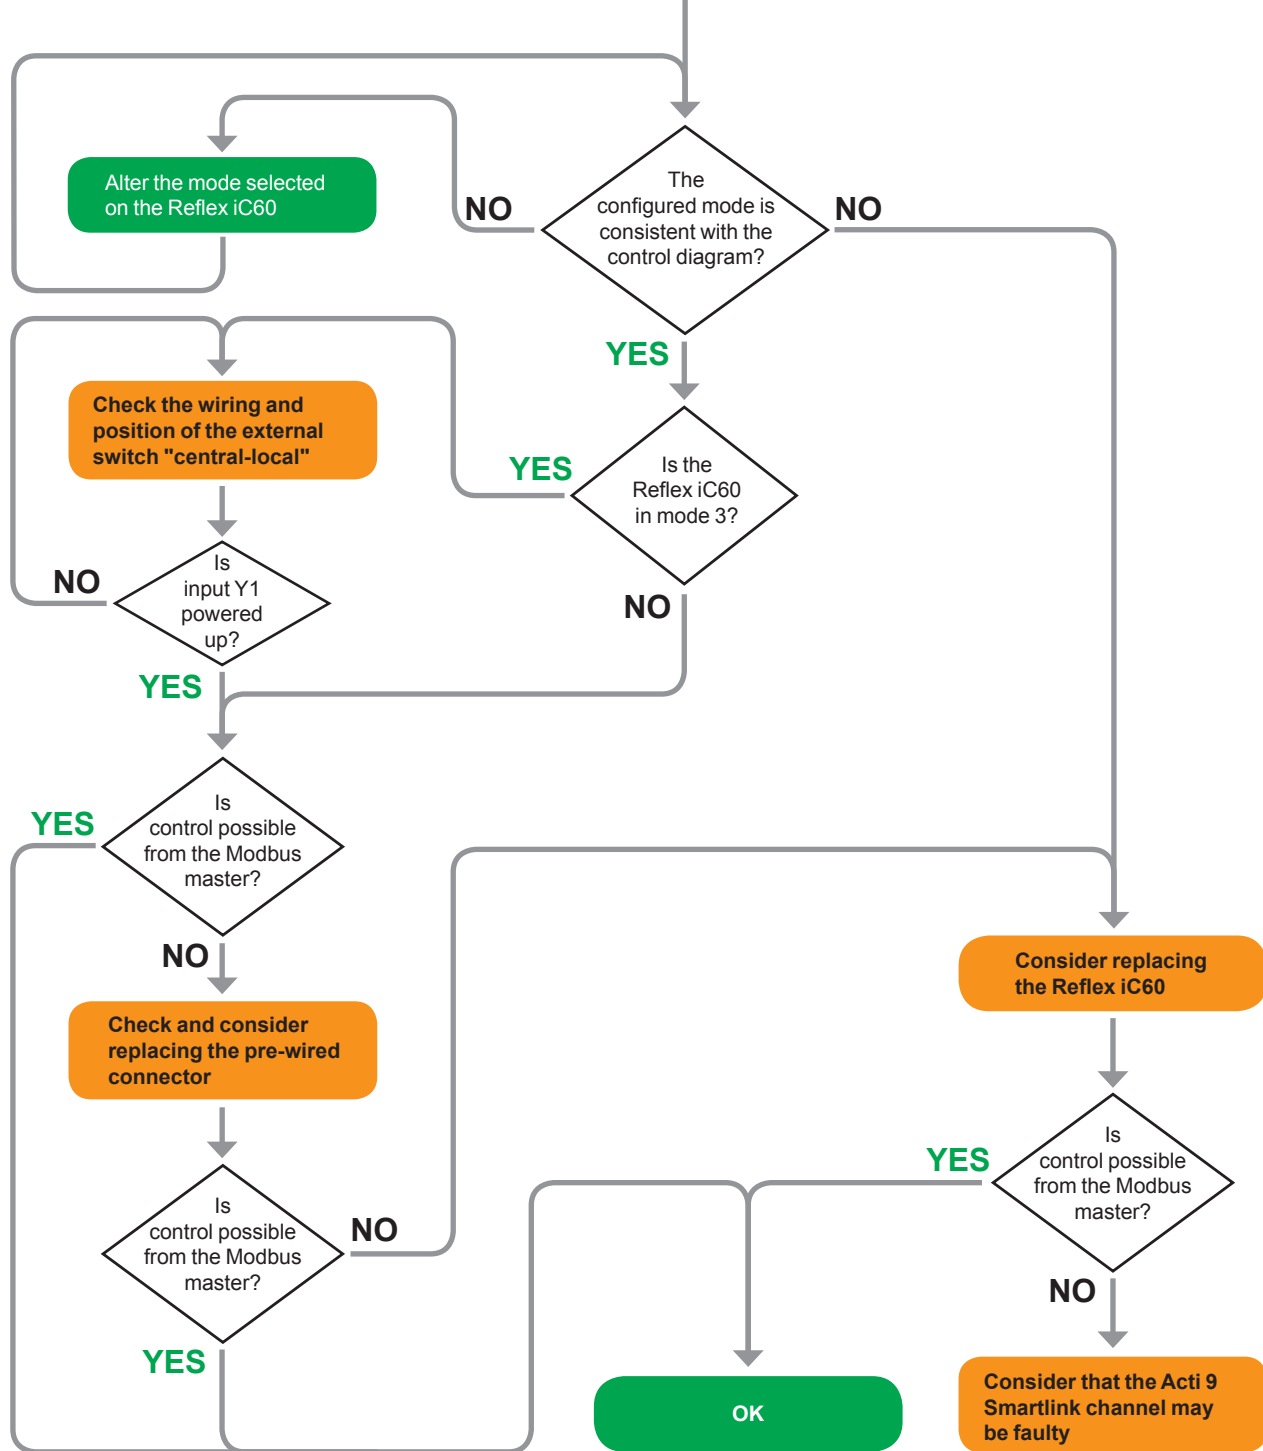 The
configured mode is
consistent with the
control diagram?
NO
NO
Alter the mode selected
on the Reflex iC60
YES
Check the wiring and
position of the external
switch "central-local"
YES
Is the
Reflex iC60
in mode 3?
NO
Is
input Y1
powered
up?
NO
YES
YES
Is
control possible
from the Modbus
master?
NO
Check and consider
replacing the pre-wired
connector
Consider replacing
the Reflex iC60
Is
control possible
from the Modbus
master?
NO
YES
YES
Is
control possible
from the Modbus
master?
NO
OK
Consider that the Acti 9
Smartlink channel may
be faulty